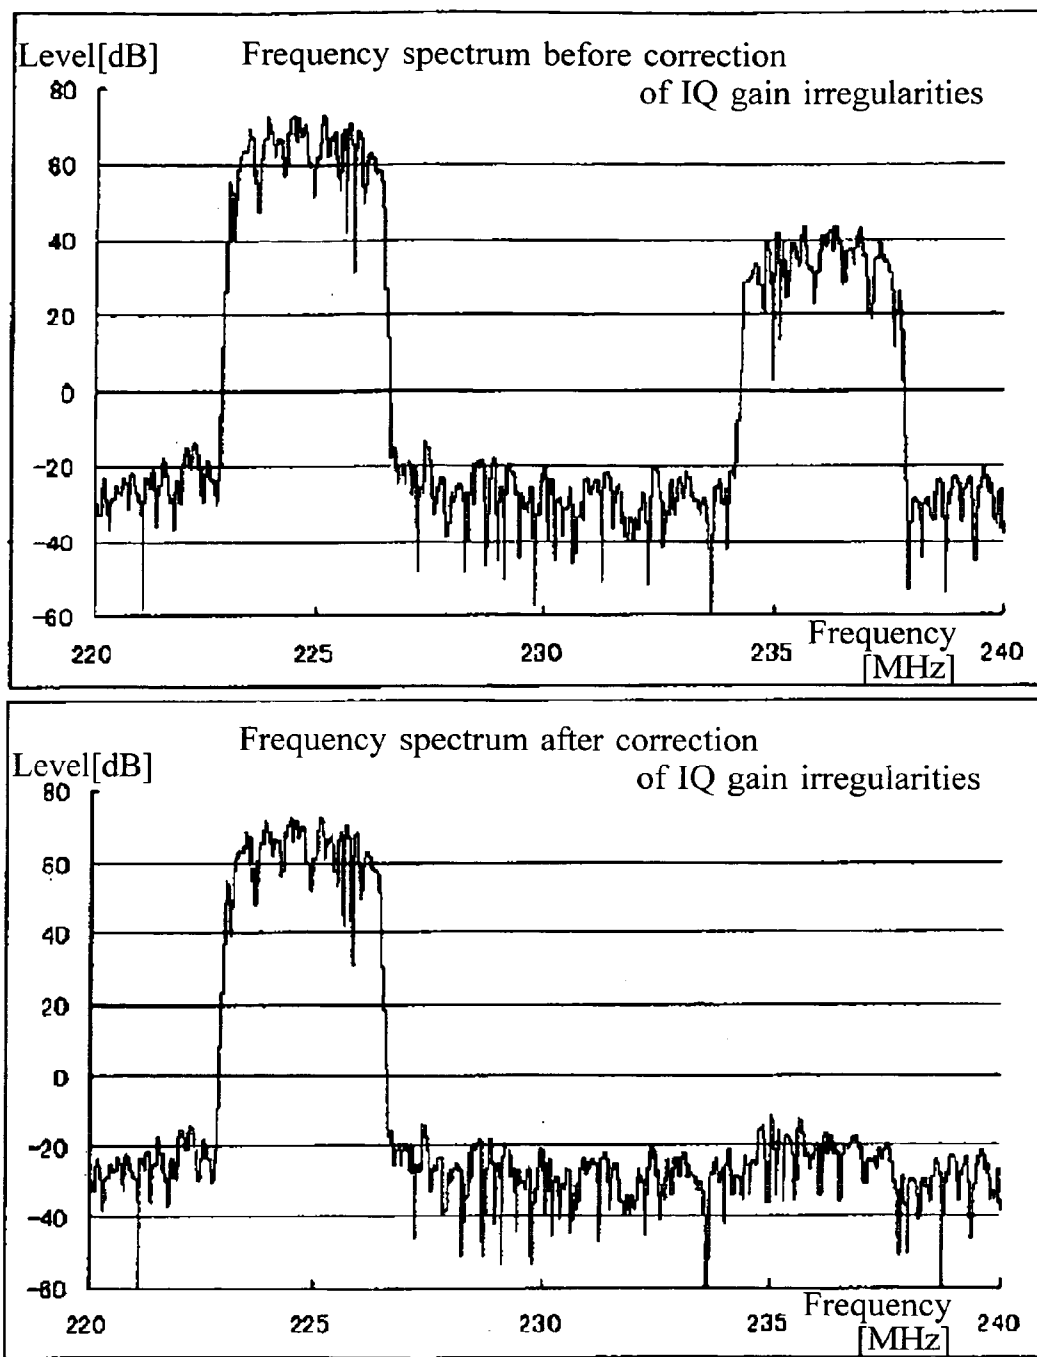 Level[dB]
Frequency spectrum before correction
of IQ gain irregularities
80
60
40
20
0
-20
-40
-60
220
225
230
235
240
Frequency
[MHz]
Frequency spectrum after correction
Level[dB]
of IQ gain irregularities
80
60
40
20
0
-20
-40
-60
220
225
230
235
240
Frequency
[MHz]